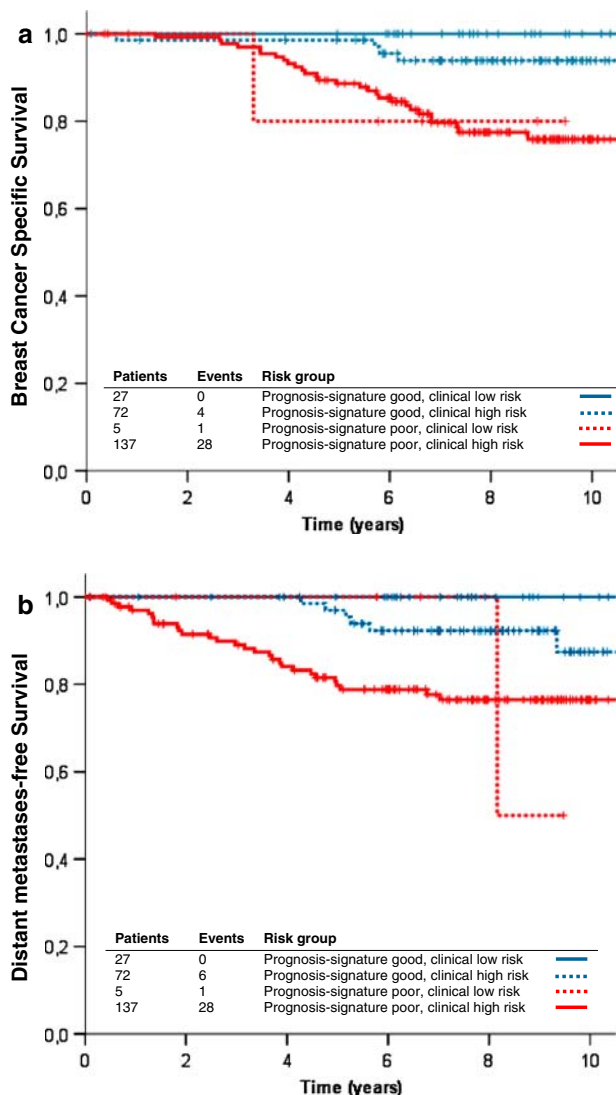 a
Breast Cancer Specific Survival
1,0
0,8
0,6
0,4
0,2
0,0
Patients Events Risk group
27 0 Prognosis-signature good, clinical low risk
72 4 Prognosis-signature good, clinical high risk
5 1 Prognosis-signature poor, clinical low risk
137 28 Prognosis-signature poor, clinical high risk
0 2 4 6 8 10
Time (years)
b
Distant metastases-free Survival
1,0
0,8
0,6
0,4
0,2
0,0
Patients Events Risk group
27 0 Prognosis-signature good, clinical low risk
72 6 Prognosis-signature good, clinical high risk
5 1 Prognosis-signature poor, clinical low risk
137 28 Prognosis-signature poor, clinical high risk
0 2 4 6 8 10
Time (years)